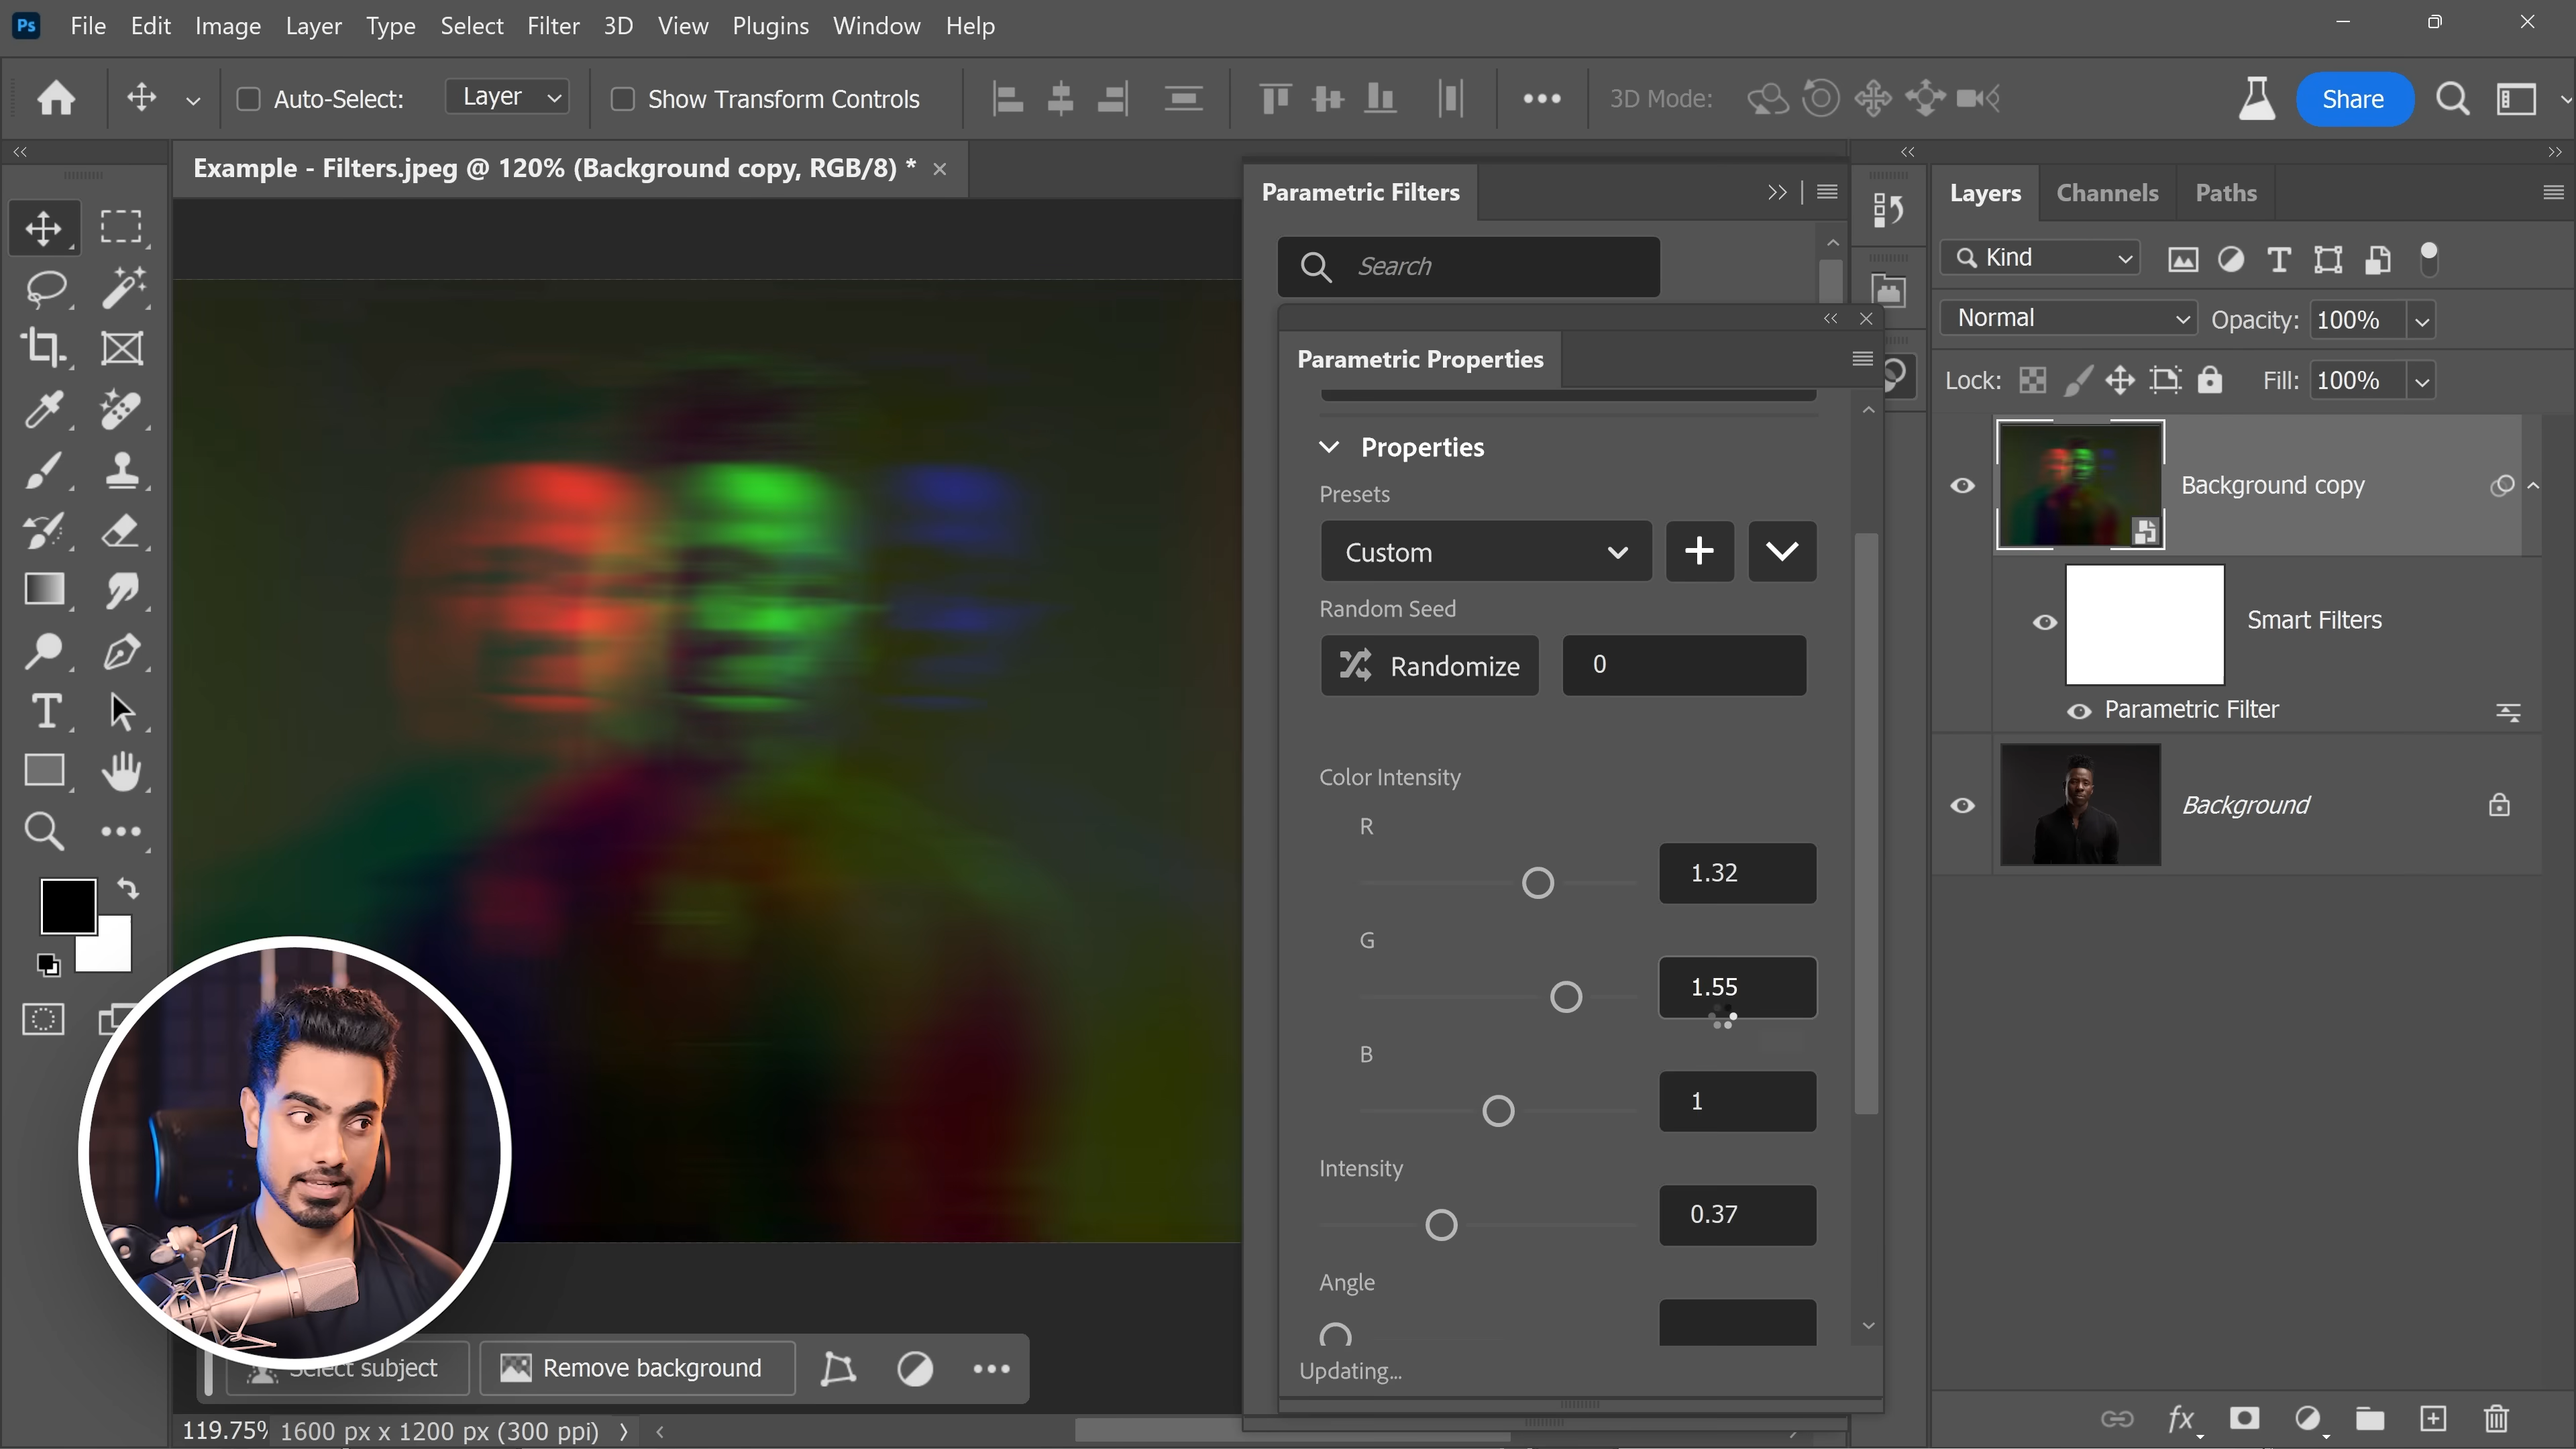 Ps File Edit Image Layer Type Select Filter 3D View Plugins Window Help
Auto-Select: Layer Show Transform Controls 3D Mode: Share
Example - Filters.jpeg @ 120% (Background copy, RGB/8) *
Parametric Filters
Search
Parametric Properties
Properties
Presets
Custom
Random Seed
Randomize 0
Color Intensity
R
1.32
G
1.55
B
1
Intensity
0.37
Angle
Updating...
Layers Channels Paths
Kind
Normal Opacity: 100%
Lock: Fill: 100%
Background copy
Smart Filters
Parametric Filter
Background
fx
Select subject Remove background
119.75% 1600 px x 1200 px (300 ppi)